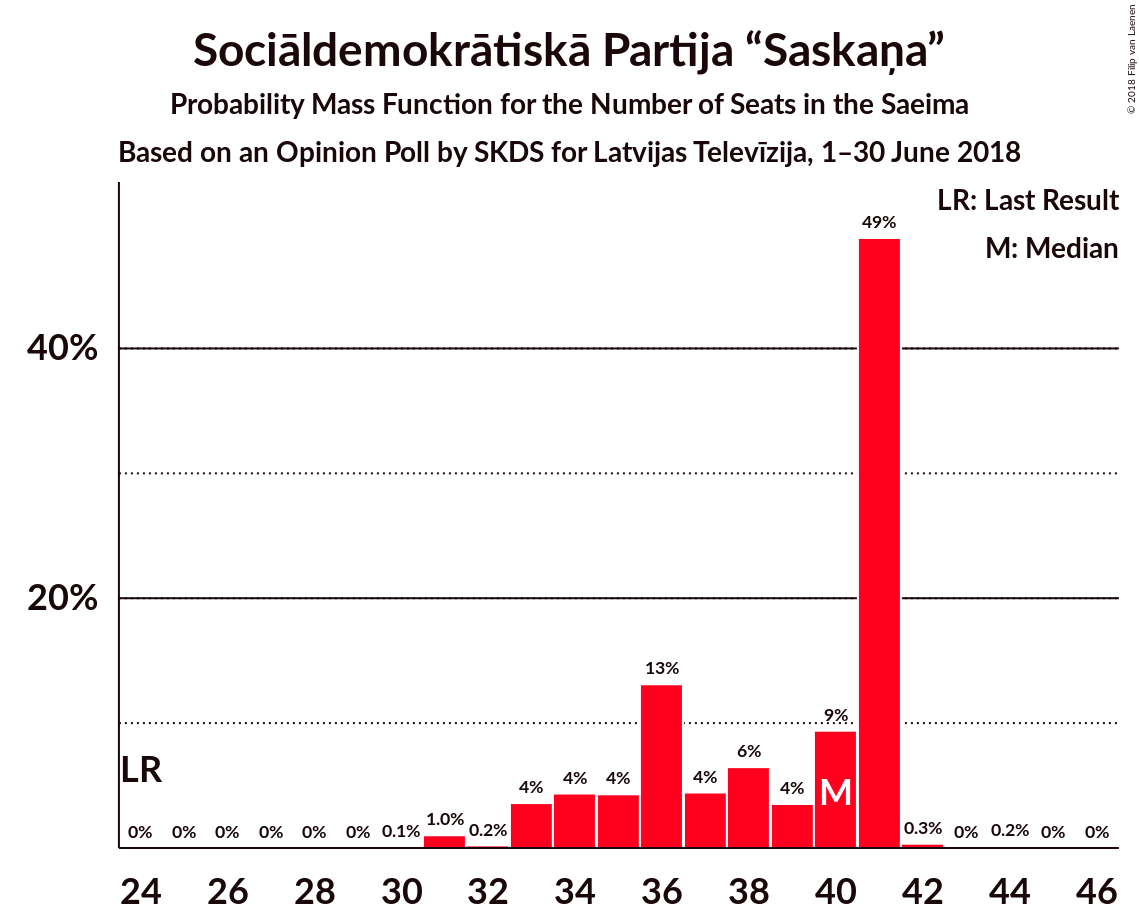 Sociāldemokrātiskā Partija “Saskaņa”
Probability Mass Function for the Number of Seats in the Saeima
Based on an Opinion Poll by SKDS for Latvijas Televīzija, 1–30 June 2018
© 2018 Filip van Laenen
LR: Last Result
M: Median
49%
40%
20%
13%
9%
6%
4% 4% 4% 4% 4%
LR
M
0% 0% 0% 0% 0% 0% 0.1% 1.0% 0.2% 0.3% 0% 0.2% 0% 0%
24 26 28 30 32 34 36 38 40 42 44 46